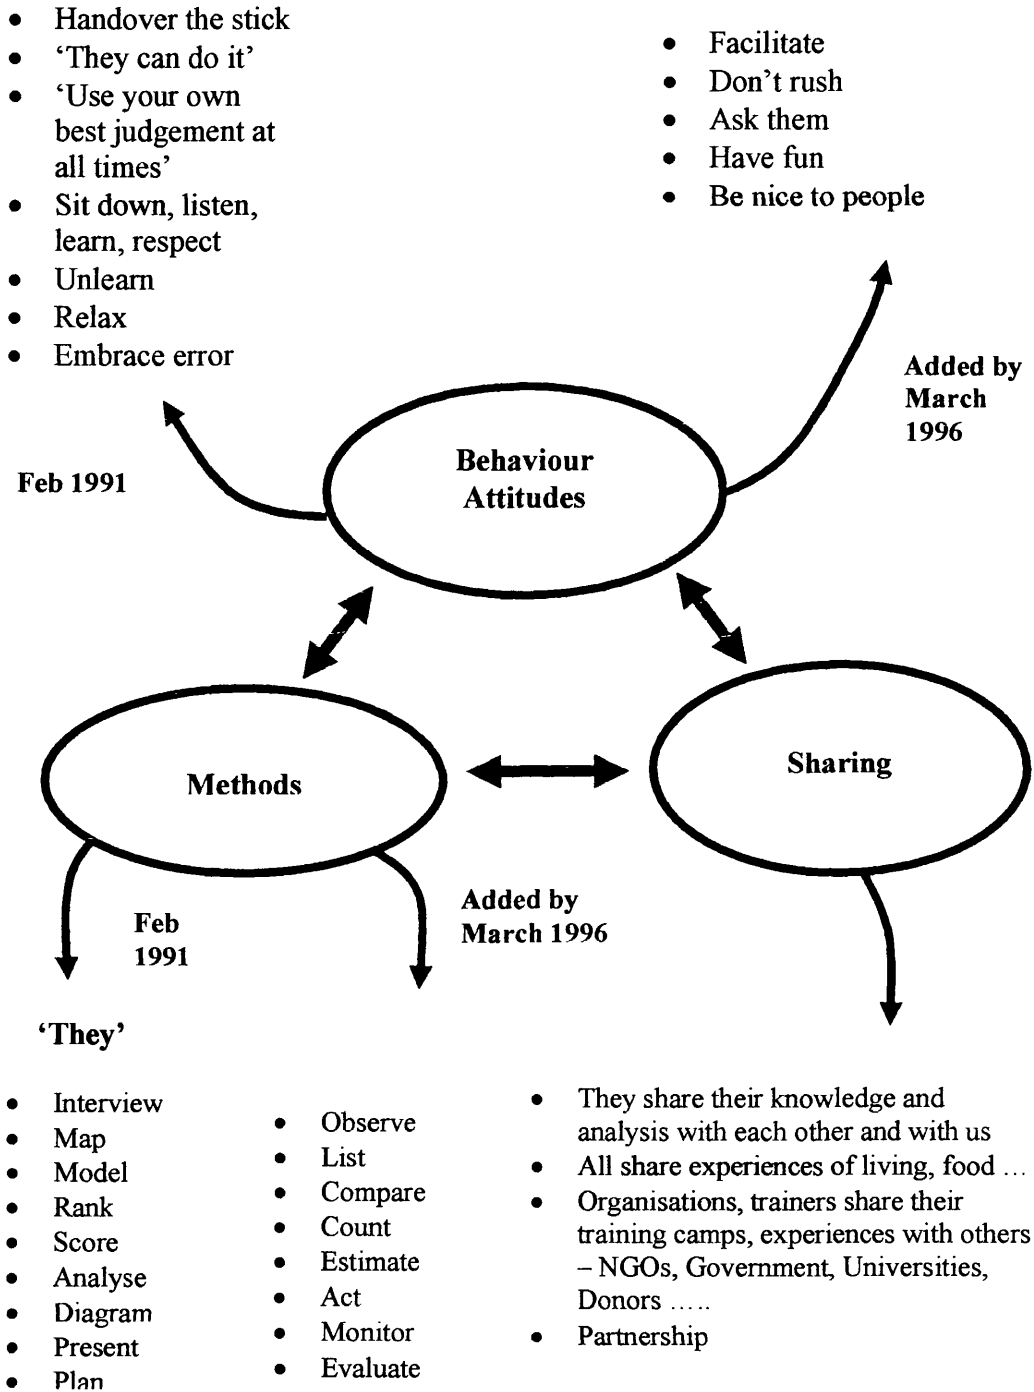 • Handover the stick
• ‘They can do it’
• ‘Use your own
best judgement at
all times’
• Sit down, listen,
learn, respect
• Unlearn
• Relax
• Embrace error
• Facilitate
• Don’t rush
• Ask them
• Have fun
• Be nice to people
Added by
March
1996
Feb 1991
Behaviour
Attitudes
Methods
Sharing
Feb
1991
Added by
March 1996
‘They’
• Interview
• Map
• Model
• Rank
• Score
• Analyse
• Diagram
• Present
• Plan
• Observe
• List
• Compare
• Count
• Estimate
• Act
• Monitor
• Evaluate
• They share their knowledge and
analysis with each other and with us
• All share experiences of living, food ...
• Organisations, trainers share their
training camps, experiences with others
– NGOs, Government, Universities,
Donors .....
• Partnership